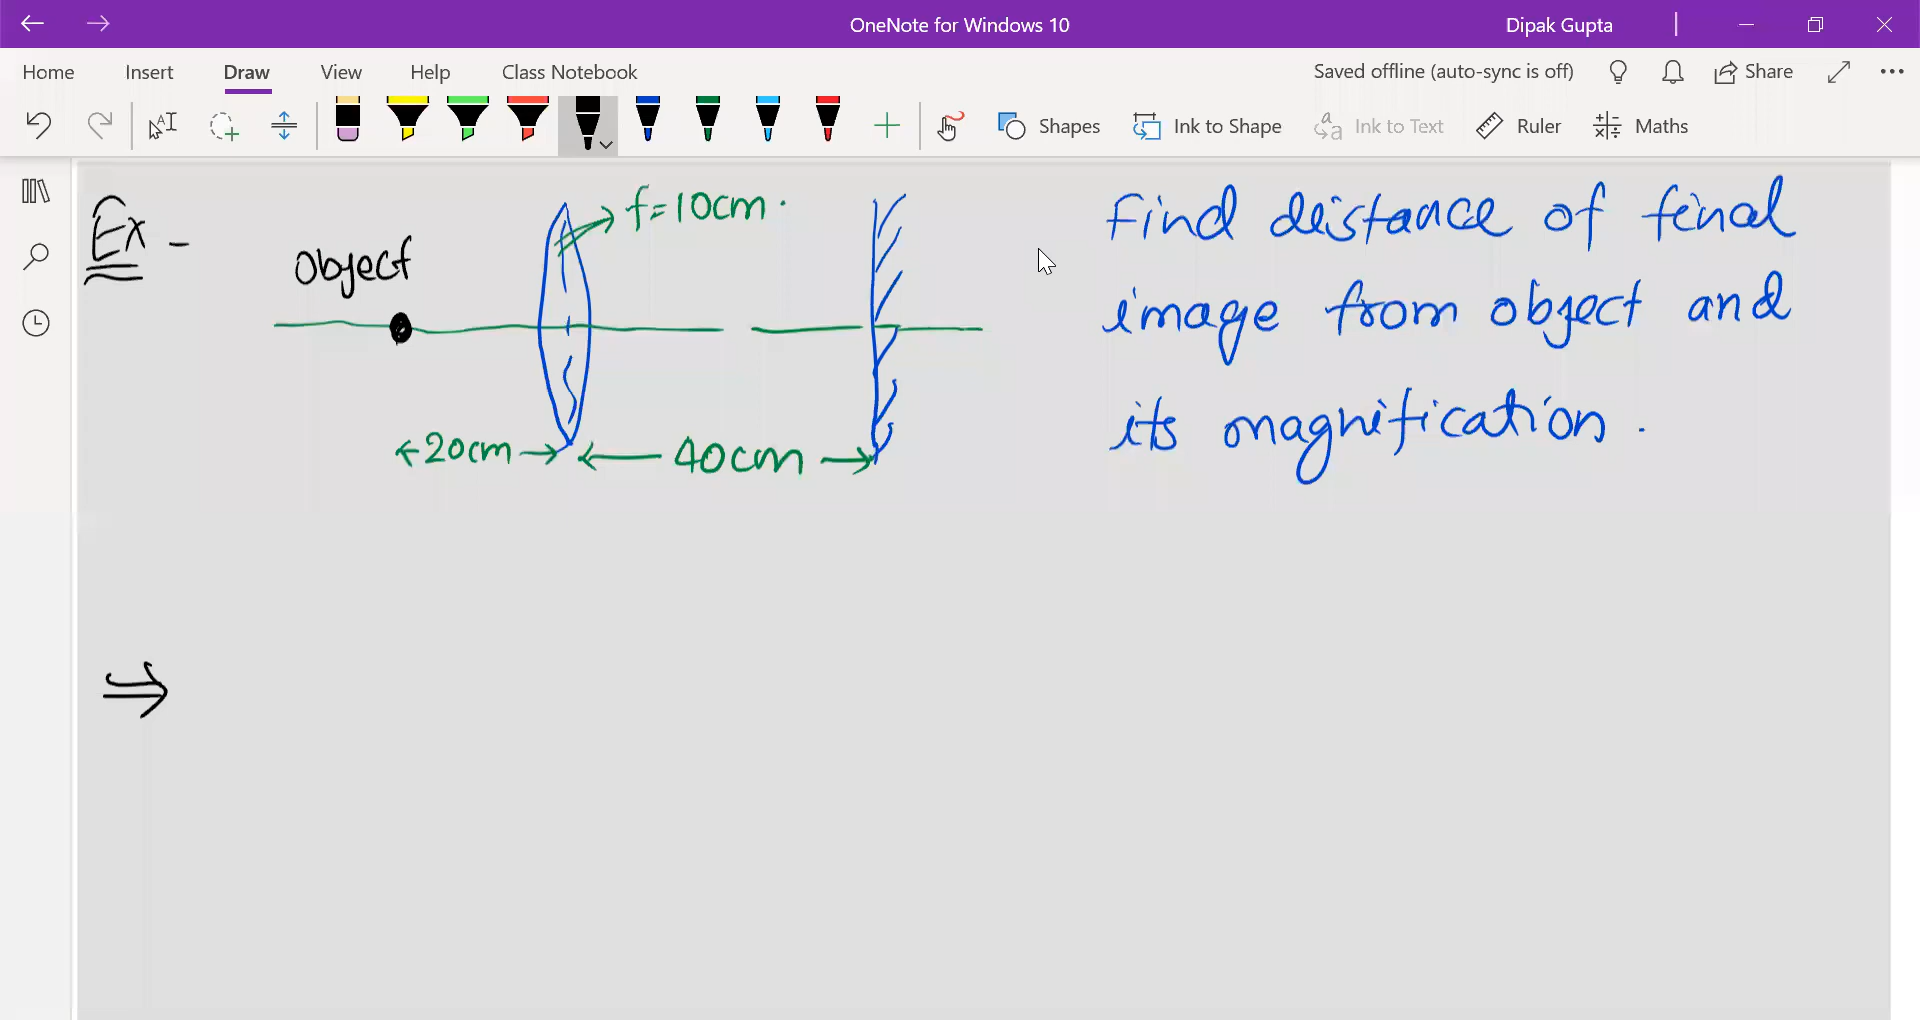 OneNote for Windows 10
Dipak Gupta
Home Insert Draw View Help Class Notebook
Saved offline (auto-sync is off) Share
Shapes Ink to Shape Ink to Text Ruler Maths
Ex -
Object
f=10cm.
←20cm→
←40cm→
Find distance of final
image from object and
its magnification.
⇒